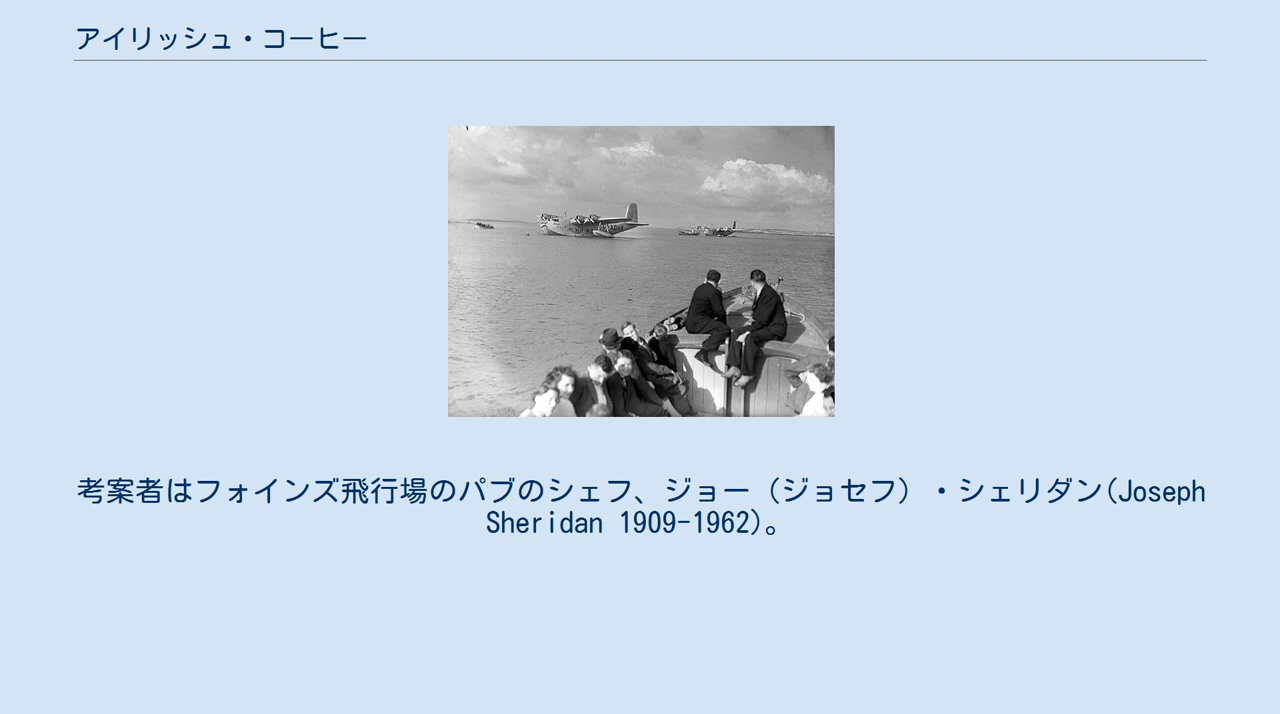 アイリッシュ・コーヒー
考案者はフォインズ飛行場のパブのシェフ、ジョー（ジョセフ）・シェリダン(Joseph
Sheridan 1909-1962)。